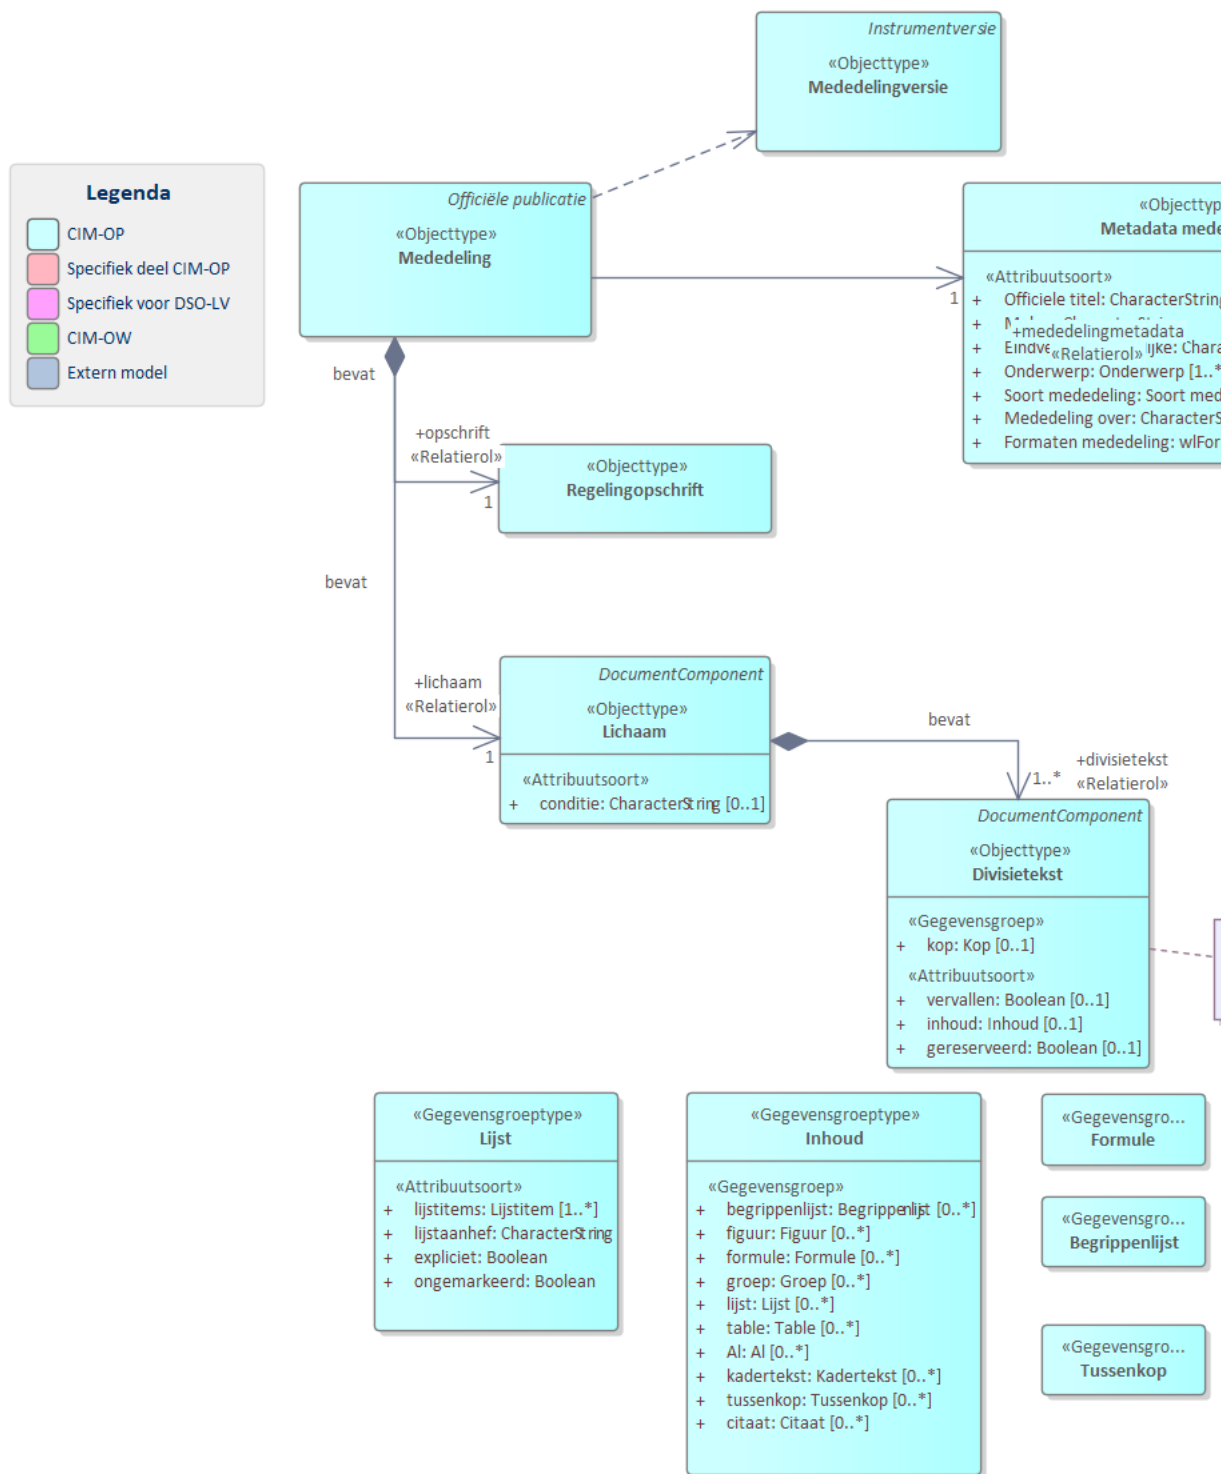 Instrumentversie
«Objecttype»
Mededelingversie
Legenda
CIM-OP
Specifiek deel CIM-OP
Specifiek voor DSO-LV
CIM-OW
Extern model
Officiële publicatie
«Objecttype»
Mededeling
«Objecttyp
Metadata mede
«Attribuutsoort»
+ Officiele titel: CharacterString
+mededelingmetadata
«Relatierol»
1
+ Onderwerp: Onderwerp [1..*
+ Soort mededeling: Soort med
+ Mededeling over: CharacterS
+ Formaten mededeling: wlFor
bevat
+opschrift
«Relatierol»
1
«Objecttype»
Regelingopschrift
bevat
+lichaam
«Relatierol»
1
DocumentComponent
«Objecttype»
Lichaam
«Attribuutsoort»
+ conditie: CharacterString [0..1]
bevat
+divisietekst
1..* «Relatierol»
DocumentComponent
«Objecttype»
Divisietekst
«Gegevensgroep»
+ kop: Kop [0..1]
«Attribuutsoort»
+ vervallen: Boolean [0..1]
+ inhoud: Inhoud [0..1]
+ gereserveerd: Boolean [0..1]
«Gegevensgroeptype»
Lijst
«Attribuutsoort»
+ lijstitems: Lijstitem [1..*]
+ lijstaanhef: CharacterString
+ expliciet: Boolean
+ ongemarkeerd: Boolean
«Gegevensgroeptype»
Inhoud
«Gegevensgroep»
+ begrippenlijst: Begrippenlijst [0..*]
+ figuur: Figuur [0..*]
+ formule: Formule [0..*]
+ groep: Groep [0..*]
+ lijst: Lijst [0..*]
+ table: Table [0..*]
+ Al: Al [0..*]
+ kadertekst: Kadertekst [0..*]
+ tussenkop: Tussenkop [0..*]
+ citaat: Citaat [0..*]
«Gegevensgro...
Formule
«Gegevensgro...
Begrippenlijst
«Gegevensgro...
Tussenkop